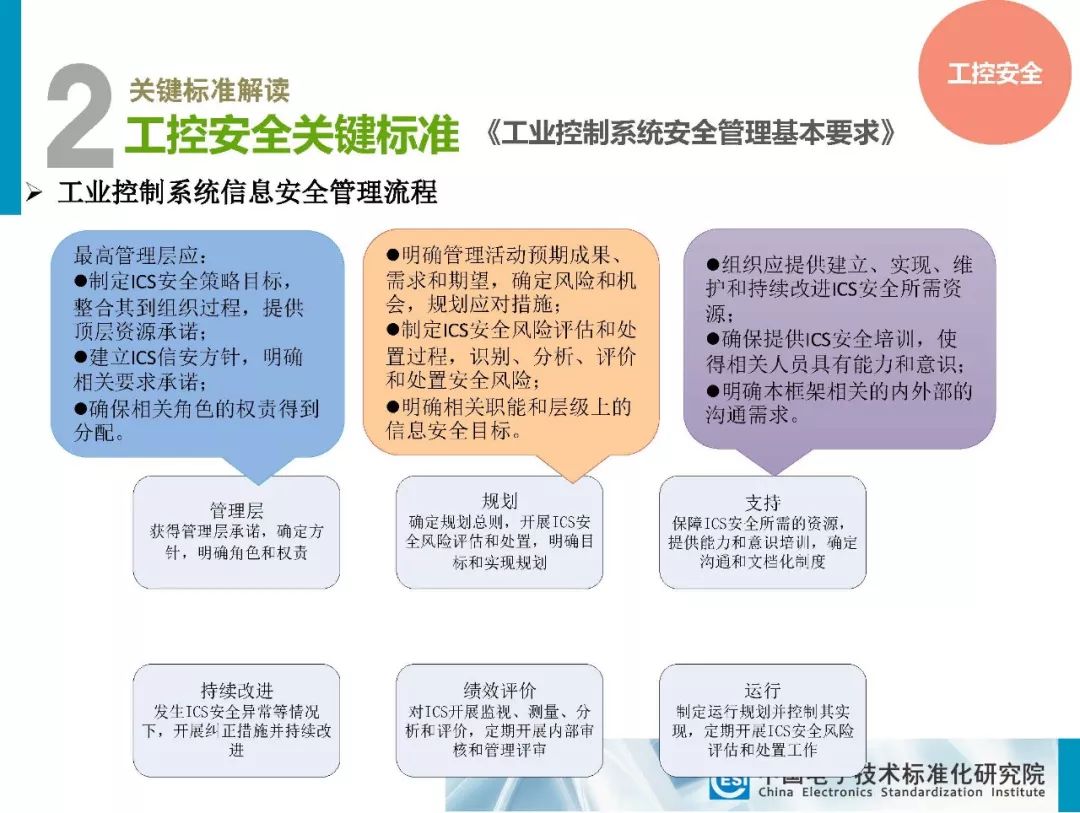 工控安全
2
关键标准解读
工控安全关键标准
《工业控制系统安全管理基本要求》
➢ 工业控制系统信息安全管理流程
最高管理层应:
●制定ICS安全策略目标,
整合其到组织过程,提供
顶层资源承诺;
●建立ICS信安方针,明确
相关要求承诺;
●确保相关角色的权责得到
分配。
●明确管理活动预期成果、
需求和期望,确定风险和机
会,规划应对措施;
●制定ICS安全风险评估和处
置过程,识别、分析、评价
和处置安全风险;
●明确相关职能和层级上的
信息安全目标。
●组织应提供建立、实现、维
护和持续改进ICS安全所需资
源;
●确保提供ICS安全培训,使
得相关人员具有能力和意识;
●明确本框架相关的内外部的
沟通需求。
管理层
获得管理层承诺,确定方
针,明确角色和权责
规划
确定规划总则,开展ICS安
全风险评估和处置,明确目
标和实现规划
支持
保障ICS安全所需的资源,
提供能力和意识培训,确定
沟通和文档化制度
持续改进
发生ICS安全异常等情况
下,开展纠正措施并持续改
进
绩效评价
对ICS开展监视、测量、分
析和评价,定期开展内部审
核和管理评审
运行
制定运行规划并控制其实
现,定期开展ICS安全风险
评估和处置工作
CESI
中国电子技术标准化研究院
China Electronics Standardization Institute